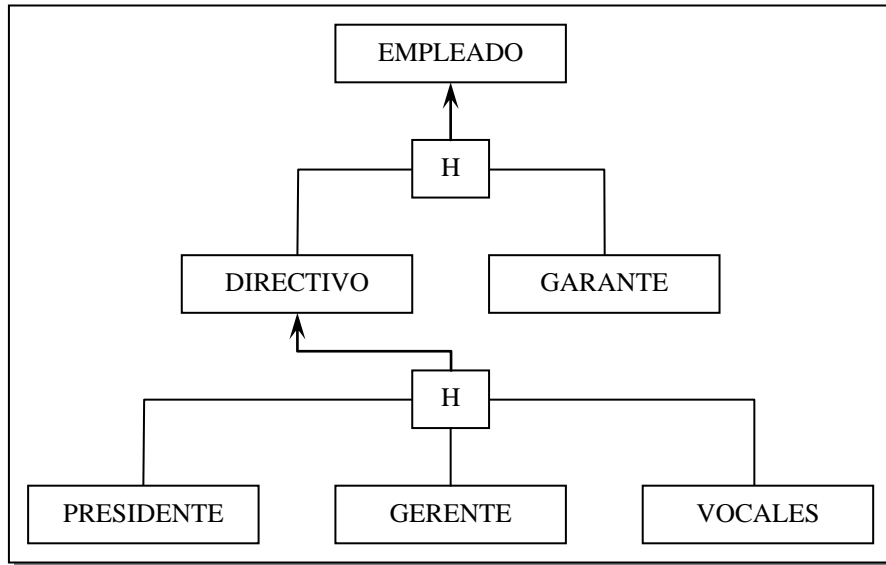 EMPLEADO
H
DIRECTIVO
GARANTE
H
PRESIDENTE
GERENTE
VOCALES